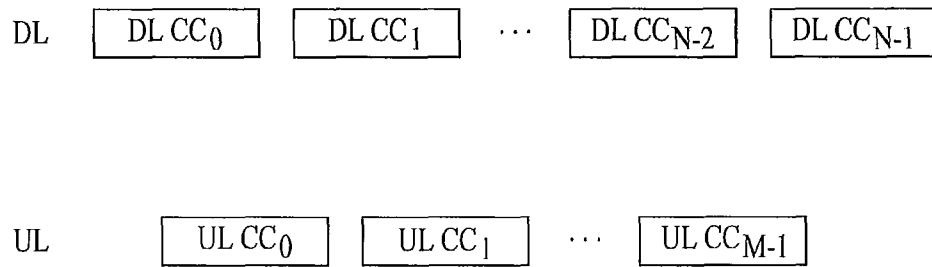 DL DL CC0 DL CC1 ··· DL CCN-2 DL CCN-1
UL UL CC0 UL CC1 ··· UL CCM-1